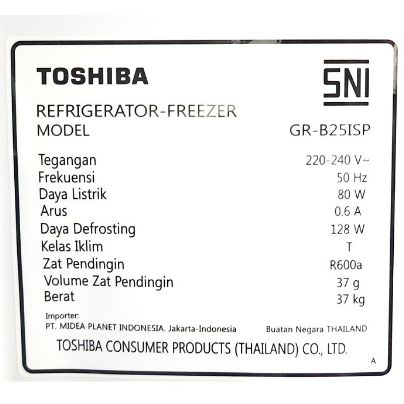 TOSHIBA
SNI
REFRIGERATOR-FREEZER
MODEL GR-B25ISP
Tegangan 220-240 V~
Frekuensi 50 Hz
Daya Listrik 80 W
Arus 0.6 A
Daya Defrosting 128 W
Kelas Iklim T
Zat Pendingin R600a
Volume Zat Pendingin 37 g
Berat 37 kg
Importer:
PT. MIDEA PLANET INDONESIA. Jakarta-Indonesia Buatan Negara THAILAND
TOSHIBA CONSUMER PRODUCTS (THAILAND) CO., LTD.
A